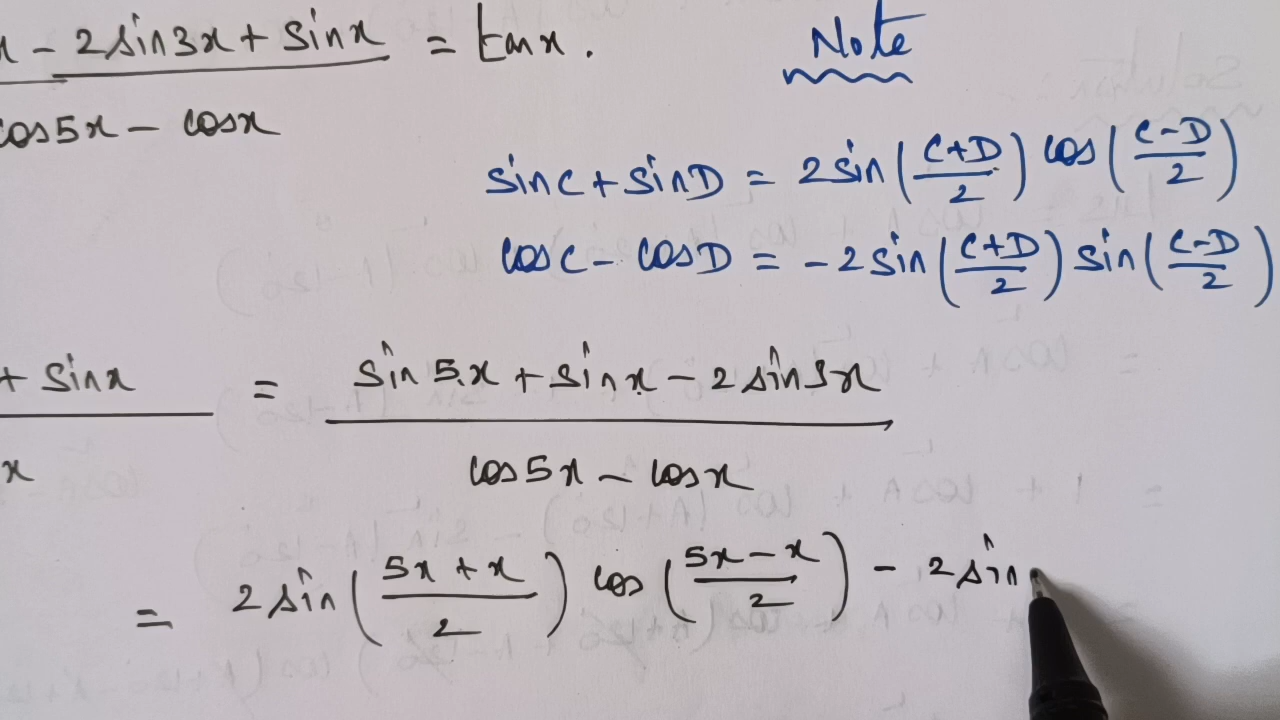 x - 2sin3x + sinx = tanx.
cos5x - cosx
Note
sinC + sinD = 2sin((C+D)/2) cos((C-D)/2)
cosC - cosD = -2sin((C+D)/2) sin((C-D)/2)
+ sinx = sin5x + sinx - 2sin3x
x cos5x - cosx
= 2sin((5x+x)/2) cos((5x-x)/2) - 2sin